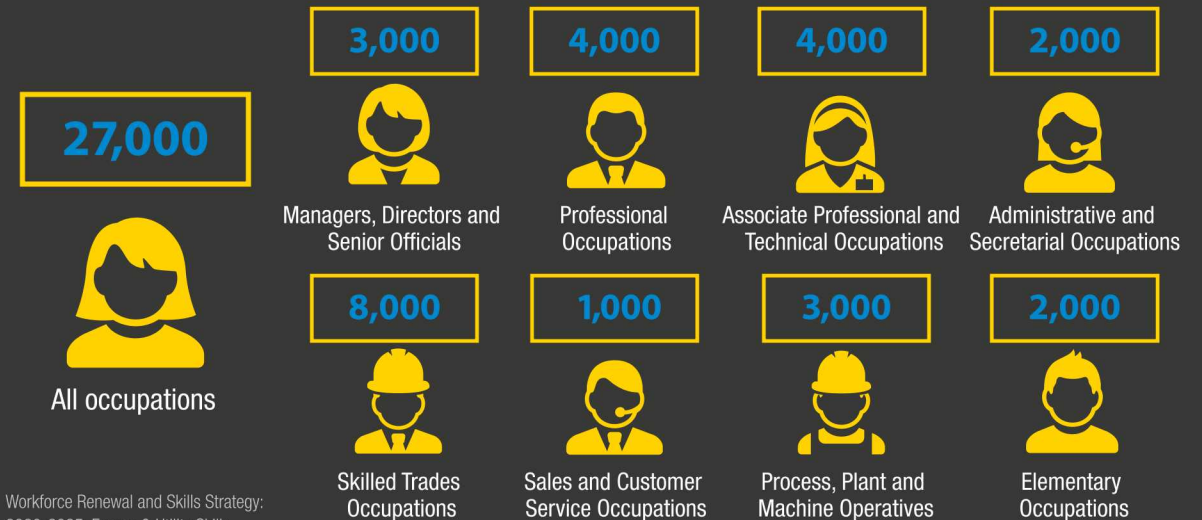 27,000
All occupations
3,000
Managers, Directors and
Senior Officials
4,000
Professional
Occupations
4,000
Associate Professional and
Technical Occupations
2,000
Administrative and
Secretarial Occupations
8,000
Skilled Trades
Occupations
1,000
Sales and Customer
Service Occupations
3,000
Process, Plant and
Machine Operatives
2,000
Elementary
Occupations
Workforce Renewal and Skills Strategy: